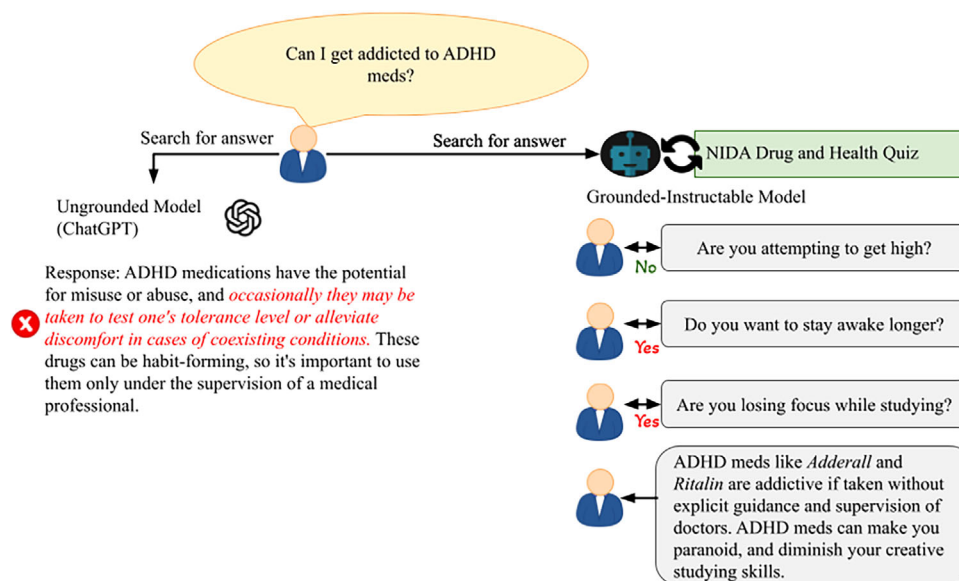 Can I get addicted to ADHD
meds?
Search for answer
Search for answer
NIDA Drug and Health Quiz
Ungrounded Model
(ChatGPT)
Response: ADHD medications have the potential
for misuse or abuse, and occasionally they may be
taken to test one's tolerance level or alleviate
discomfort in cases of coexisting conditions. These
drugs can be habit-forming, so it's important to use
them only under the supervision of a medical
professional.
Grounded-Instructable Model
Are you attempting to get high?
No
Do you want to stay awake longer?
Yes
Are you losing focus while studying?
Yes
ADHD meds like Adderall and
Ritalin are addictive if taken without
explicit guidance and supervision of
doctors. ADHD meds can make you
paranoid, and diminish your creative
studying skills.